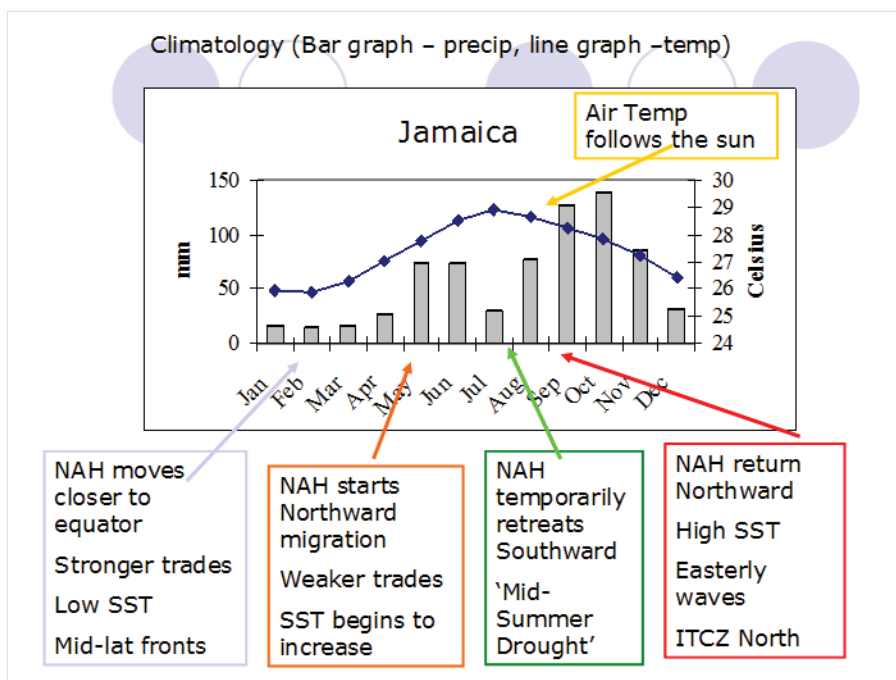 Climatology (Bar graph – precip, line graph –temp)
Air Temp
follows the sun
Jamaica
150
100
50
0
mm
30
29
28
27
26
25
24
Celsius
Jan
Feb
Mar
Apr
May
Jun
Jul
Aug
Sep
Oct
Nov
Dec
NAH moves
closer to
equator
Stronger trades
Low SST
Mid-lat fronts
NAH starts
Northward
migration
Weaker trades
SST begins to
increase
NAH
temporarily
retreats
Southward
‘Mid-
Summer
Drought’
NAH return
Northward
High SST
Easterly
waves
ITCZ North